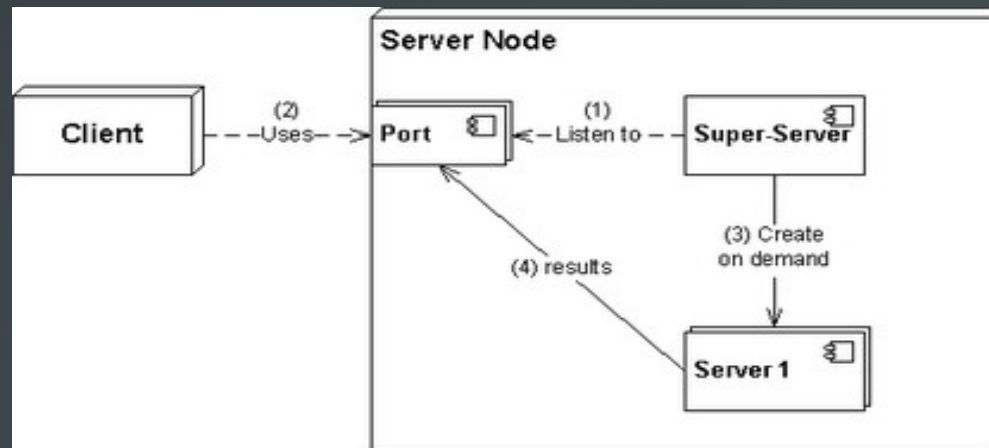 Server Node
Client
(2)
Uses
Port
(1)
Listen to
Super-Server
(3) Create
on demand
(4) results
Server 1